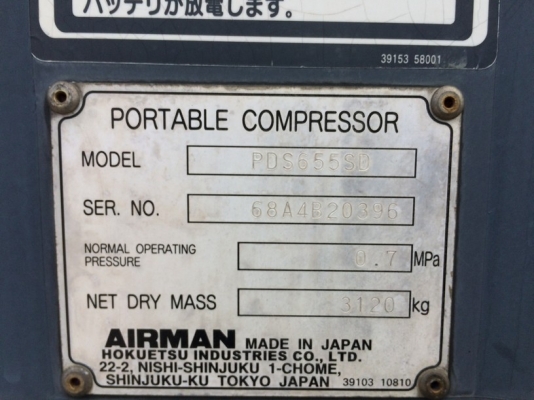 バッテリが放電します。
39153 58001
PORTABLE COMPRESSOR
MODEL PDS655SD
SER. NO. 68A4B20396
NORMAL OPERATING PRESSURE 0.7 MPa
NET DRY MASS 3120 kg
AIRMAN MADE IN JAPAN
HOKUETSU INDUSTRIES CO., LTD.
22-2, NISHI-SHINJUKU 1-CHOME,
SHINJUKU-KU TOKYO JAPAN 39103 10810